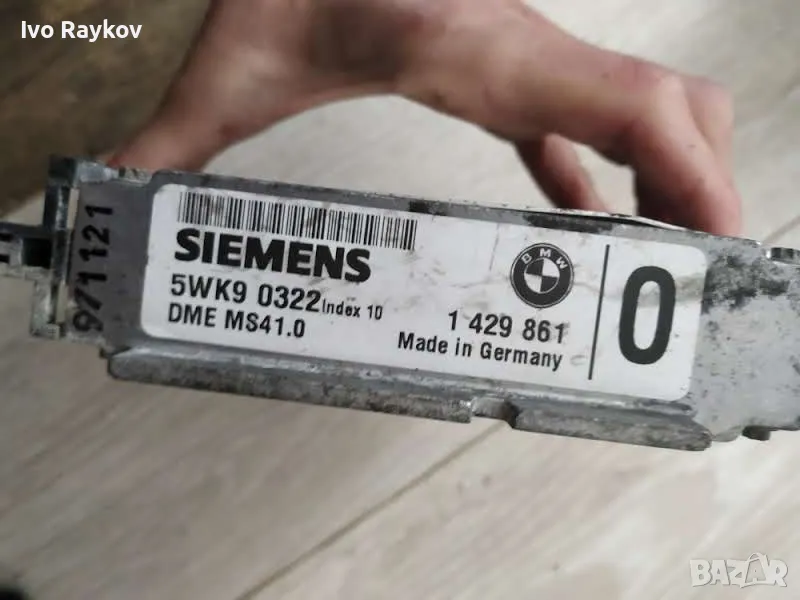 Ivo Raykov
971121
SIEMENS
5WK9 0322 Index 10
DME MS41.0
BMW
1 429 861
Made in Germany
0
BAZAR